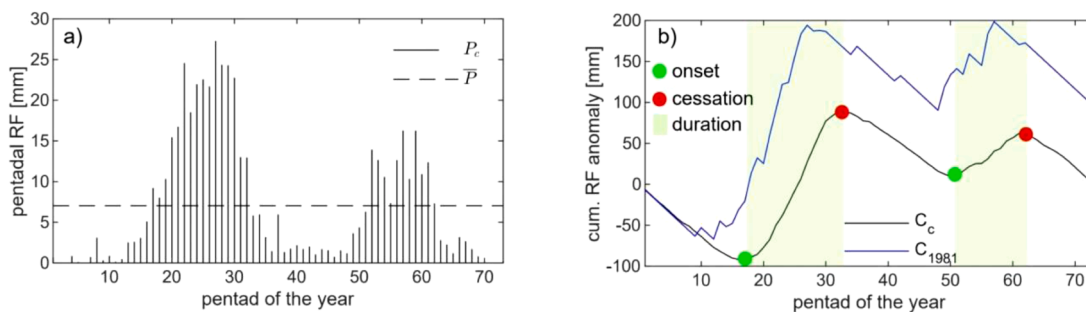 a)
P_c
P̅
30
25
20
15
10
5
0
10 20 30 40 50 60 70
pentad of the year
pentadal RF [mm]
b)
onset
cessation
duration
C_c
C_1981
200
150
100
50
0
-50
-100
10 20 30 40 50 60 70
pentad of the year
cum. RF anomaly [mm]